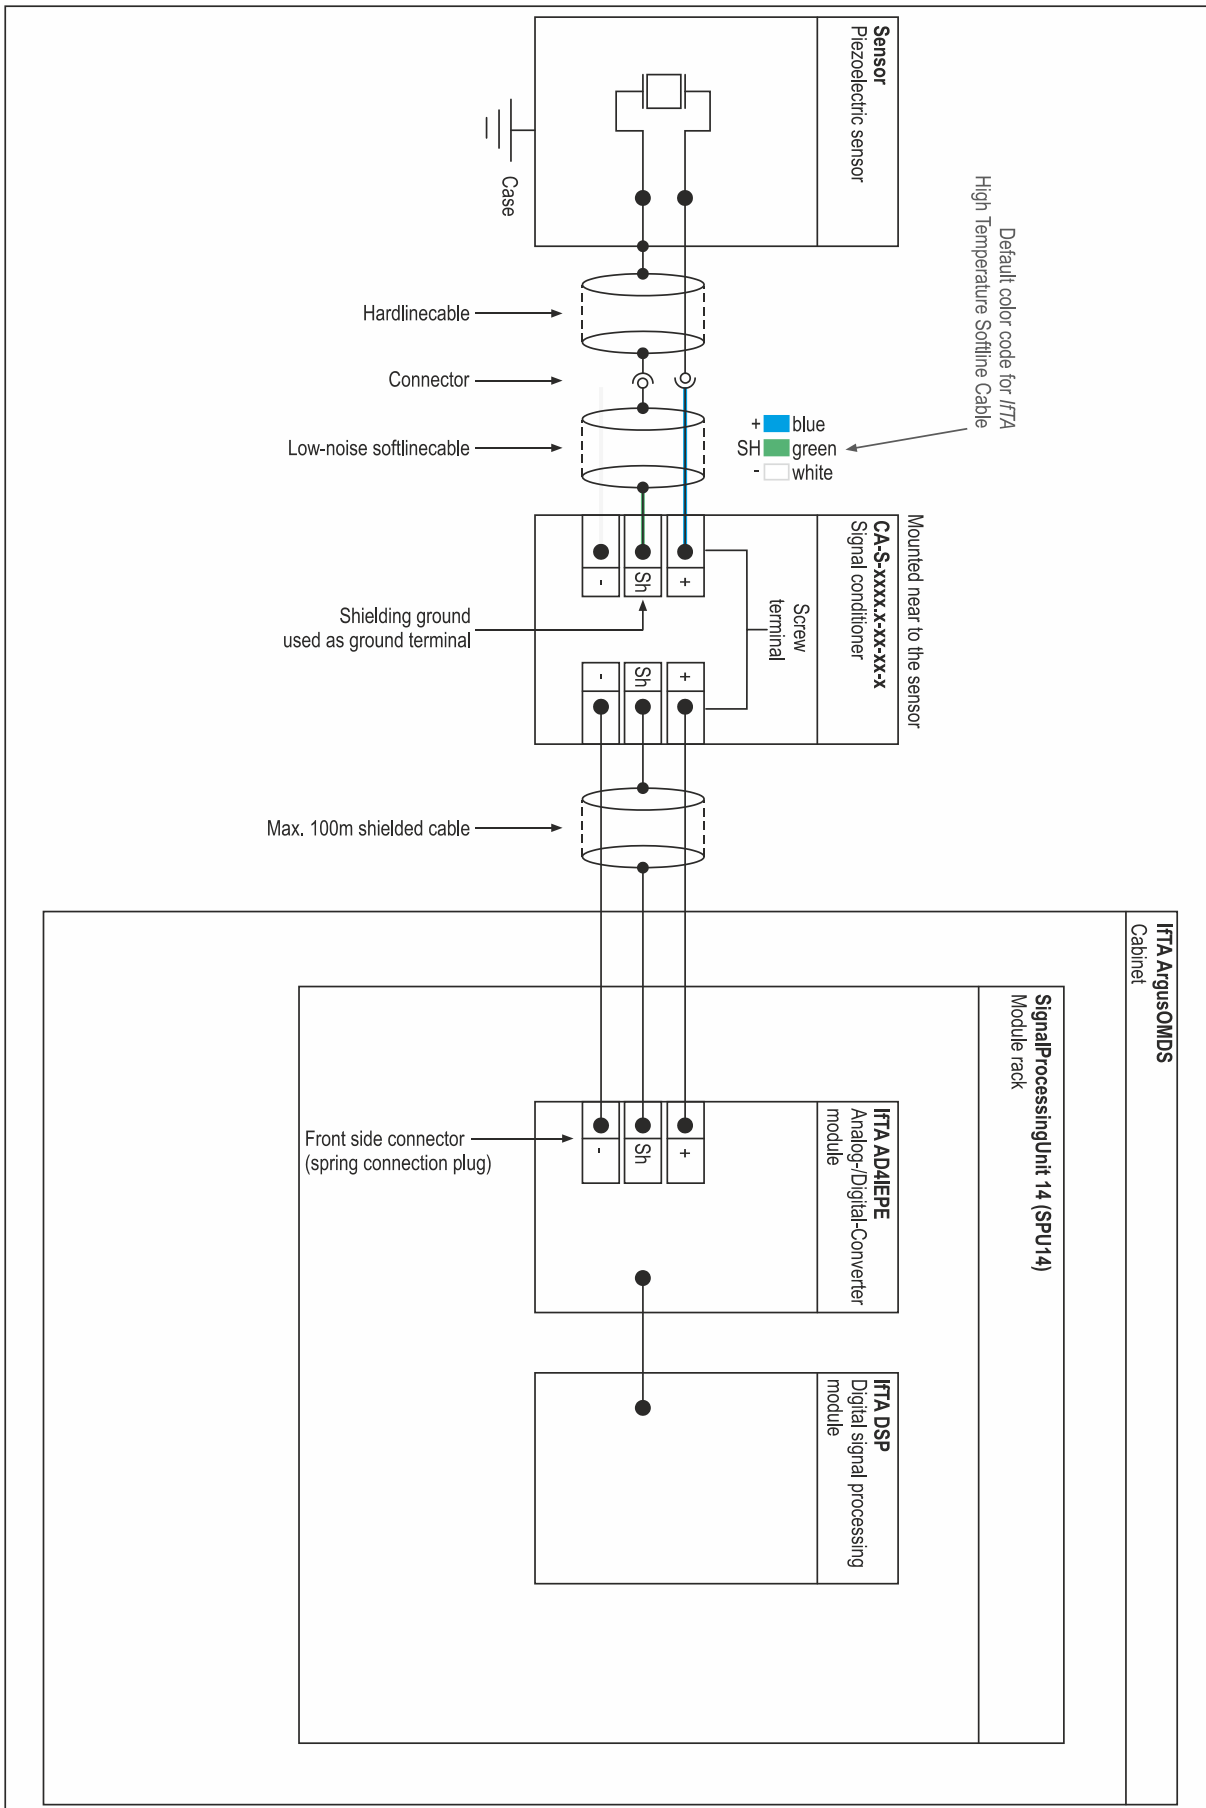 Sensor
Piezoelectric sensor
Case
Default color code for IfTA
High Temperature Softline Cable
Hardlinecable
Connector
Low-noise softlinecable
+ blue
SH green
- white
Mounted near to the sensor
CA-S-xxxx.x-xx-xx-x
Signal conditioner
- Sh +
Screw
terminal
Shielding ground
used as ground terminal
- Sh +
Max. 100m shielded cable
IfTA ArgusOMDS
Cabinet
SignalProcessingUnit 14 (SPU14)
Module rack
IfTA AD4IEPE
Analog-/Digital-Converter
module
- Sh +
Front side connector
(spring connection plug)
IfTA DSP
Digital signal processing
module